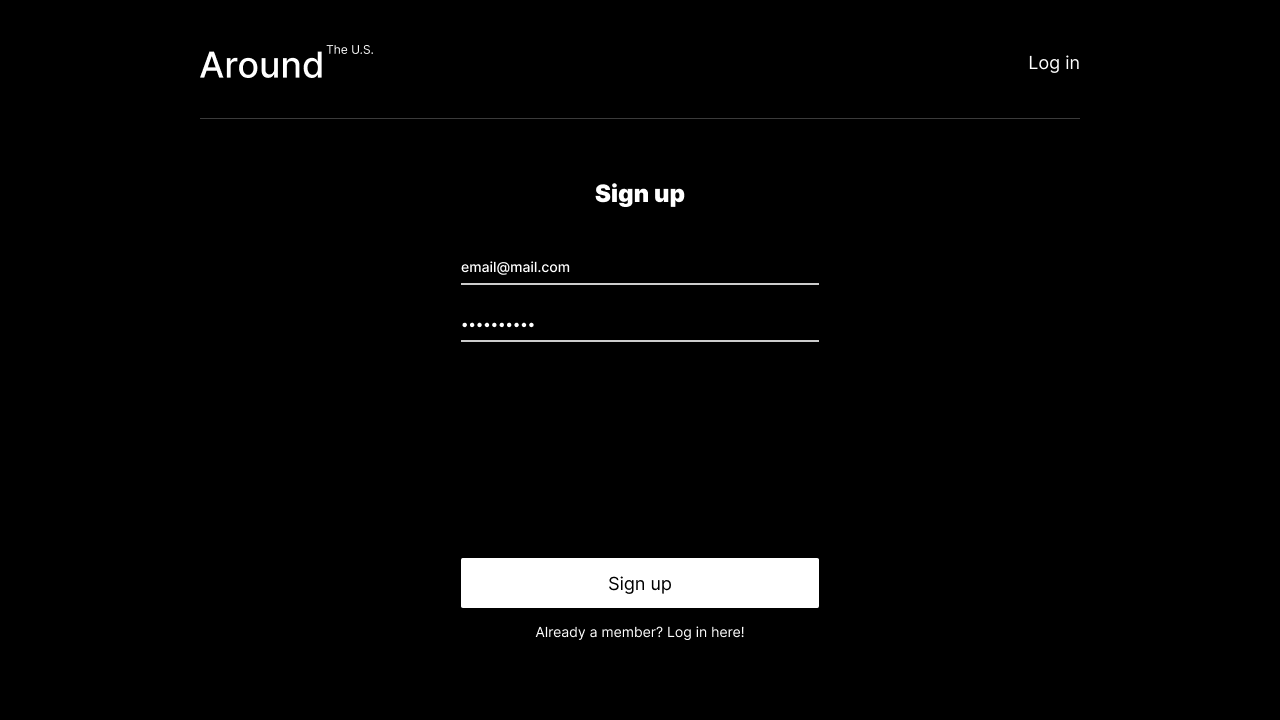 Around The U.S.
Log in
Sign up
email@mail.com
••••••••••
Sign up
Already a member? Log in here!